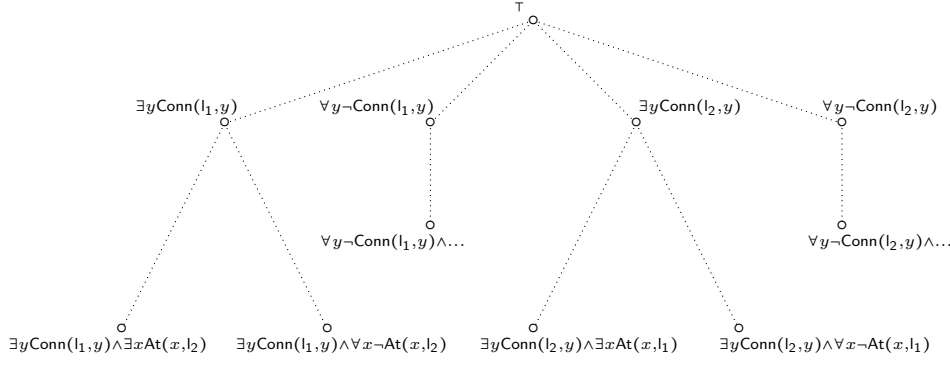 ⊤
∃yConn(l₁,y) ∀y¬Conn(l₁,y) ∃yConn(l₂,y) ∀y¬Conn(l₂,y)
∀y¬Conn(l₁,y)∧... ∀y¬Conn(l₂,y)∧...
∃yConn(l₁,y)∧∃xAt(x,l₂) ∃yConn(l₁,y)∧∀x¬At(x,l₂) ∃yConn(l₂,y)∧∃xAt(x,l₁) ∃yConn(l₂,y)∧∀x¬At(x,l₁)